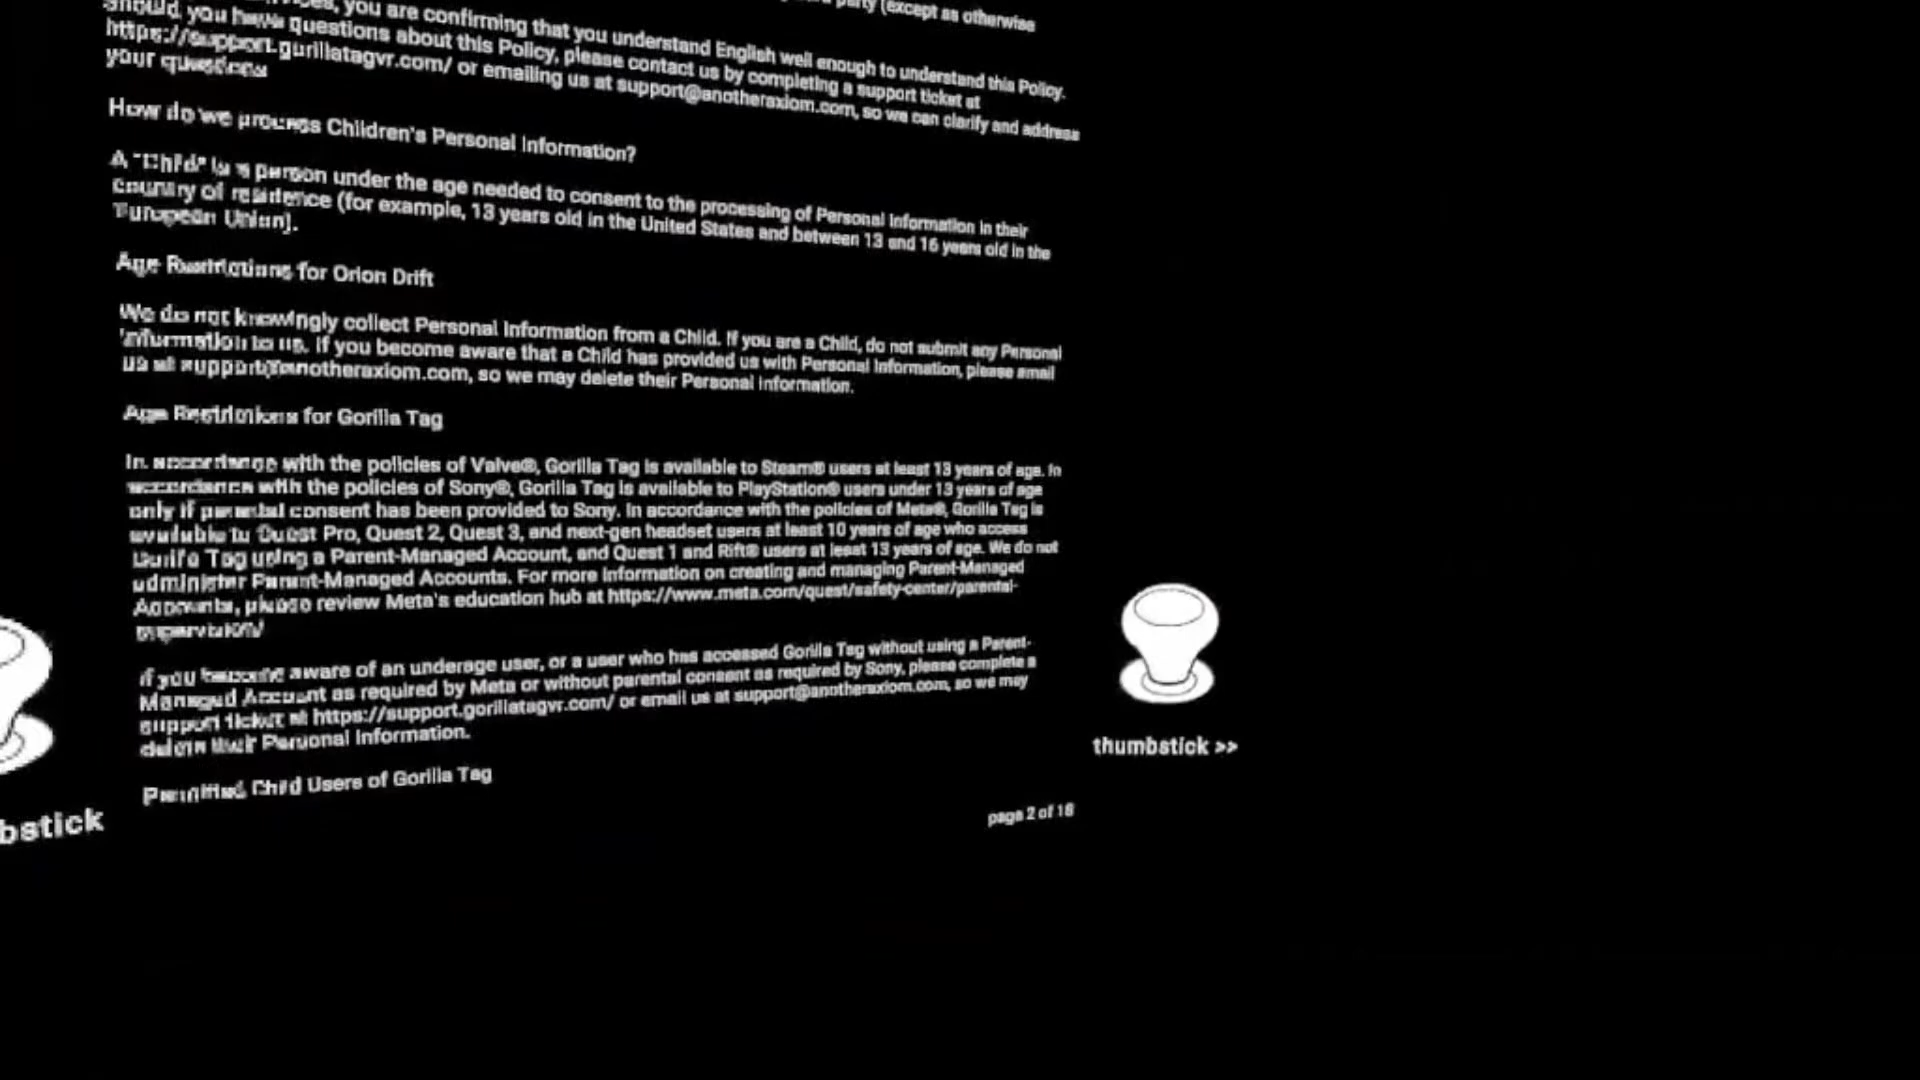 party (except as otherwise
you are confirming that you understand English well enough to understand this Policy.
Should you have questions about this Policy, please contact us by completing a support ticket at
https://support.gorillatagvr.com/ or emailing us at support@anotheraxiom.com, so we can clarify and address
your questions
How do we process Children's Personal Information?
A "Child" is a person under the age needed to consent to the processing of Personal Information in their
country of residence (for example, 13 years old in the United States and between 13 and 16 years old in the
European Union).
Age Restrictions for Orion Drift
We do not knowingly collect Personal Information from a Child. If you are a Child, do not submit any Personal
Information to us. If you become aware that a Child has provided us with Personal Information, please email
us at support@anotheraxiom.com, so we may delete their Personal Information.
Age Restrictions for Gorilla Tag
In accordance with the policies of Valve®, Gorilla Tag is available to Steam® users at least 13 years of age. In
accordance with the policies of Sony®, Gorilla Tag is available to PlayStation® users under 13 years of age
only if parental consent has been provided to Sony. In accordance with the policies of Meta®, Gorilla Tag is
available to Quest Pro, Quest 2, Quest 3, and next-gen headset users at least 10 years of age who access
Gorilla Tag using a Parent-Managed Account, and Quest 1 and Rift® users at least 13 years of age. We do not
administer Parent-Managed Accounts. For more information on creating and managing Parent-Managed
Accounts, please review Meta's education hub at https://www.meta.com/quest/safety-center/parental-
supervision/
If you become aware of an underage user, or a user who has accessed Gorilla Tag without using a Parent-
Managed Account as required by Meta or without parental consent as required by Sony, please complete a
support ticket at https://support.gorillatagvr.com/ or email us at support@anotheraxiom.com, so we may
delete their Personal Information.
Permitted Child Users of Gorilla Tag
page 2 of 18
thumbstick >>
bstick